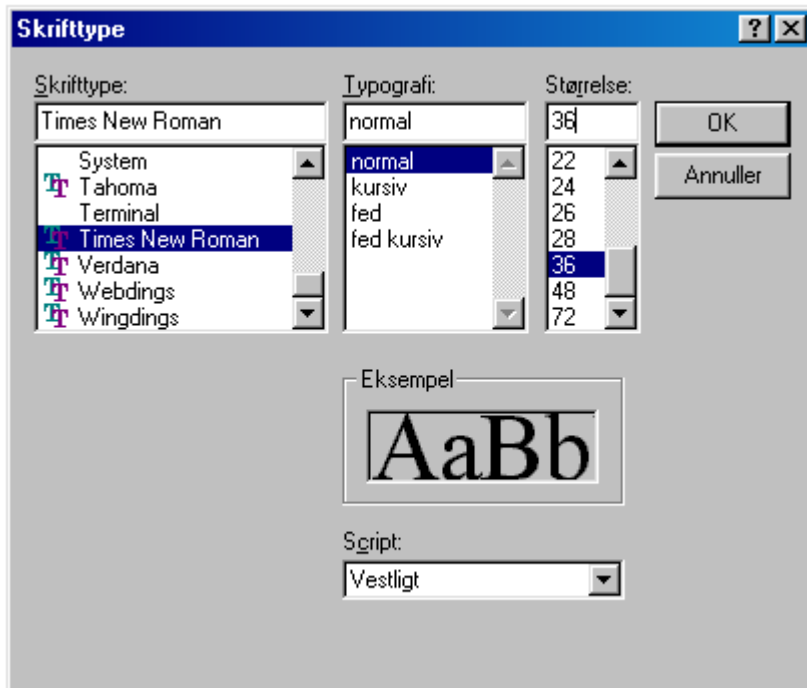 Skrifttype
Skrifttype:
Times New Roman
System
Tahoma
Terminal
Times New Roman
Verdana
Webdings
Wingdings
Typografi:
normal
normal
kursiv
fed
fed kursiv
Størrelse:
36
22
24
26
28
36
48
72
OK
Annuller
Eksempel
AaBb
Script:
Vestligt